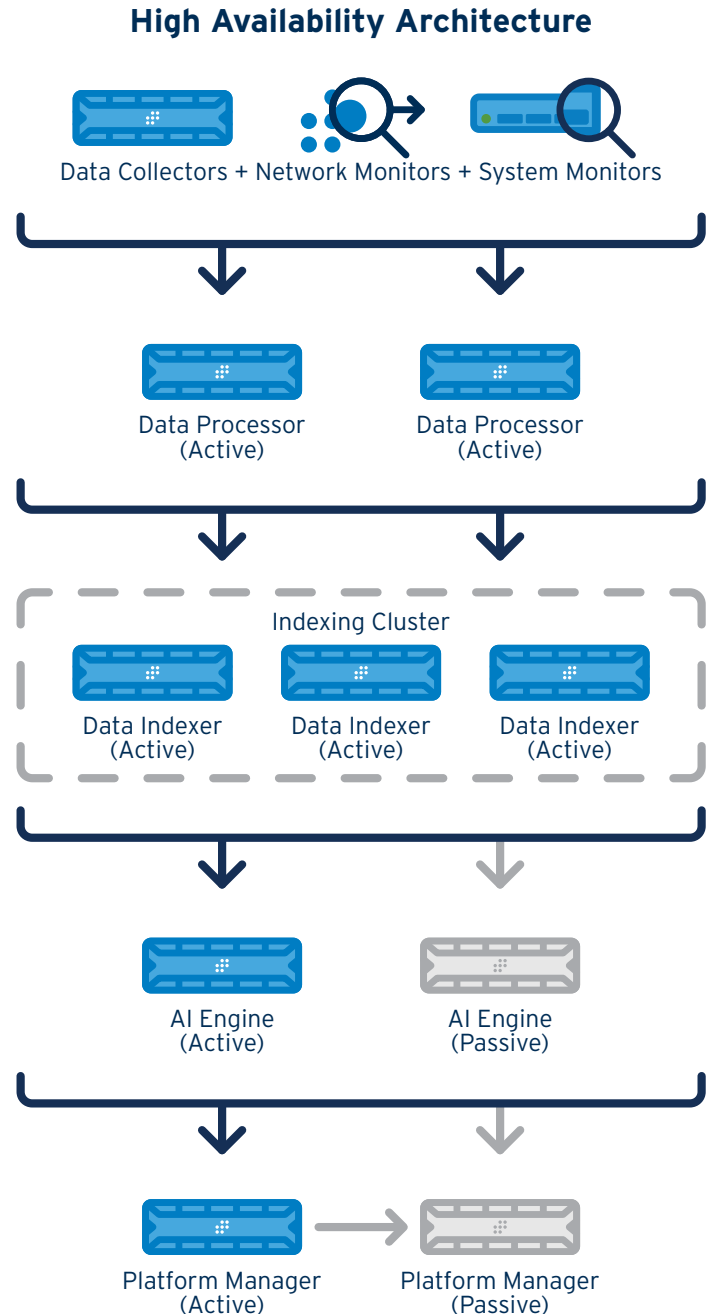 High Availability Architecture
Data Collectors + Network Monitors + System Monitors
Data Processor
(Active)
Data Processor
(Active)
Indexing Cluster
Data Indexer
(Active)
Data Indexer
(Active)
Data Indexer
(Active)
AI Engine
(Active)
AI Engine
(Passive)
Platform Manager
(Active)
Platform Manager
(Passive)